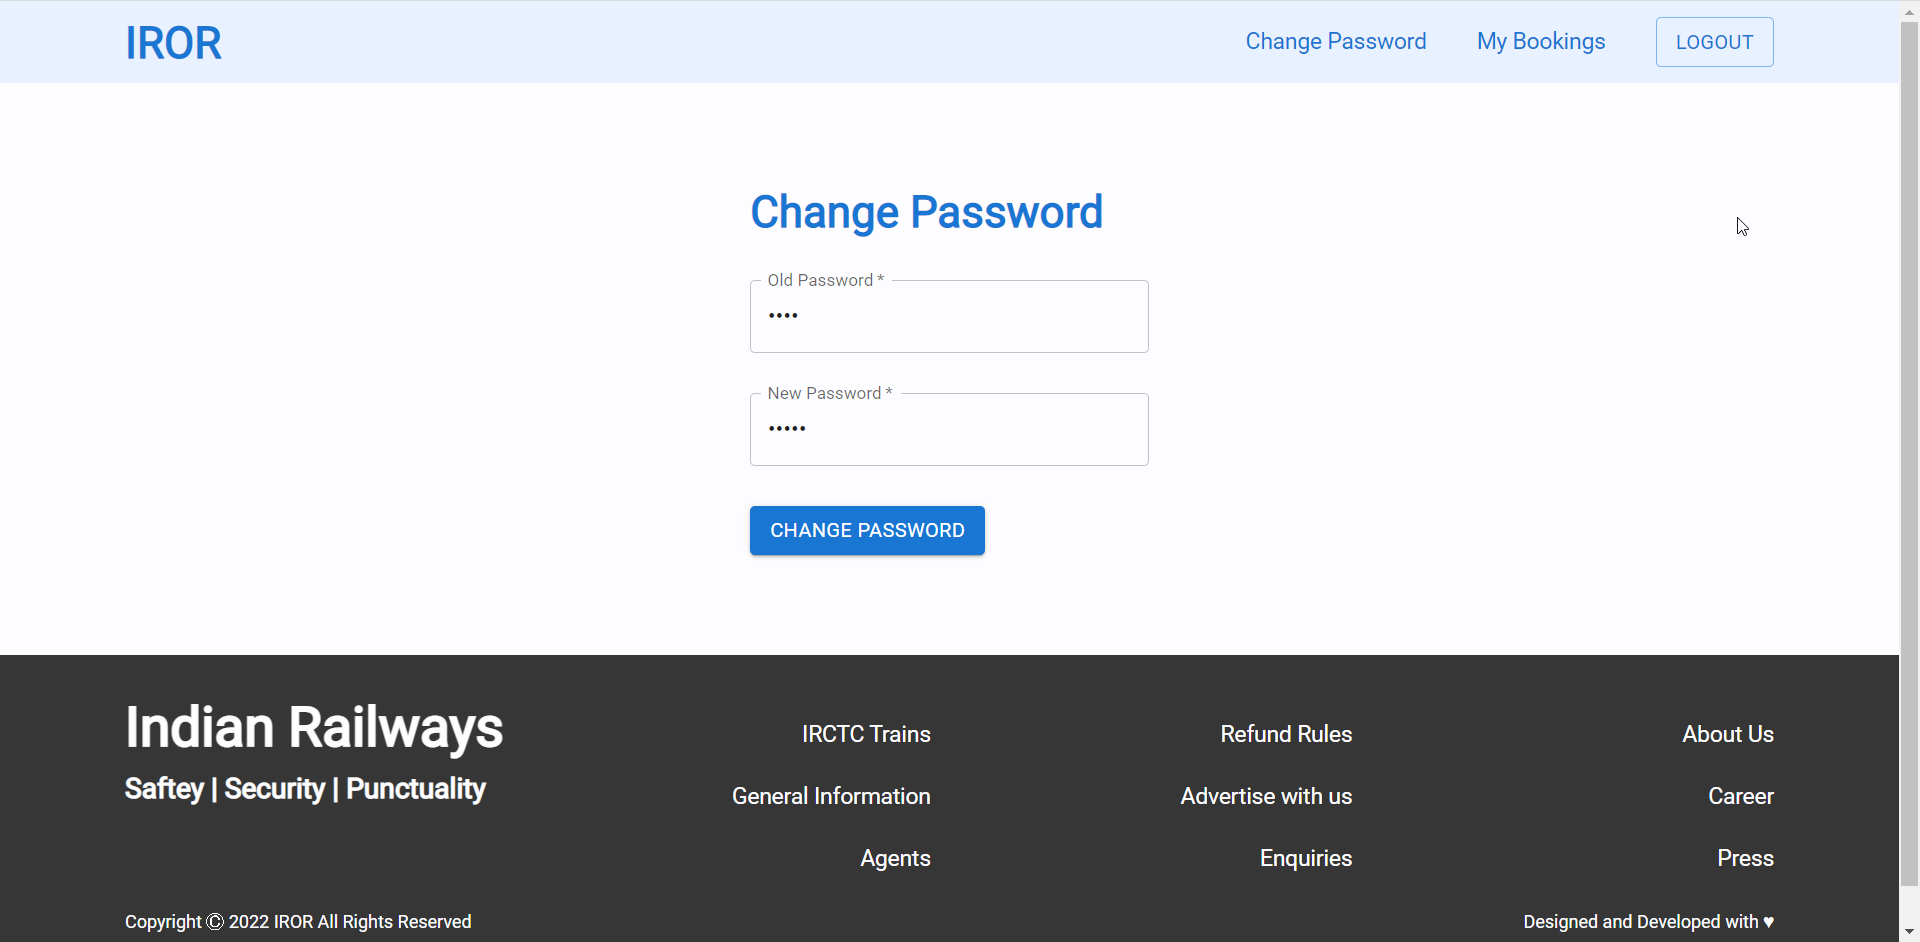 IROR
Change Password
My Bookings
LOGOUT
Change Password
Old Password *
••••
New Password *
•••••
CHANGE PASSWORD
Indian Railways
Saftey | Security | Punctuality
IRCTC Trains
General Information
Agents
Refund Rules
Advertise with us
Enquiries
About Us
Career
Press
Copyright © 2022 IROR All Rights Reserved
Designed and Developed with ♥